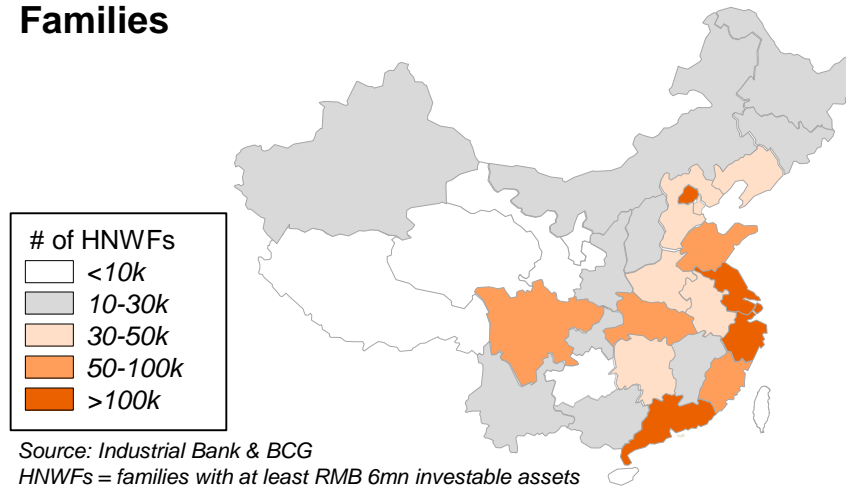 Families
# of HNWFs
<10k
10-30k
30-50k
50-100k
>100k
Source: Industrial Bank & BCG
HNWFs = families with at least RMB 6mn investable assets